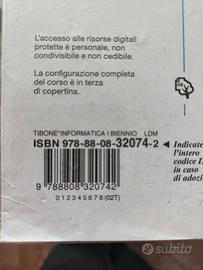 L'accesso alle risorse digitali
protette è personale, non
condivisibile e non cedibile.
La configurazione completa
del corso è in terza
di copertina.
TIBONE*INFORMATICA I BIENNIO LDM
ISBN 978-88-08-32074-2
Indicate
l'intero
codice I
in caso
di adozi
9 788808 320742
0 1 2 3 4 5 6 7 8 (02T)
subito